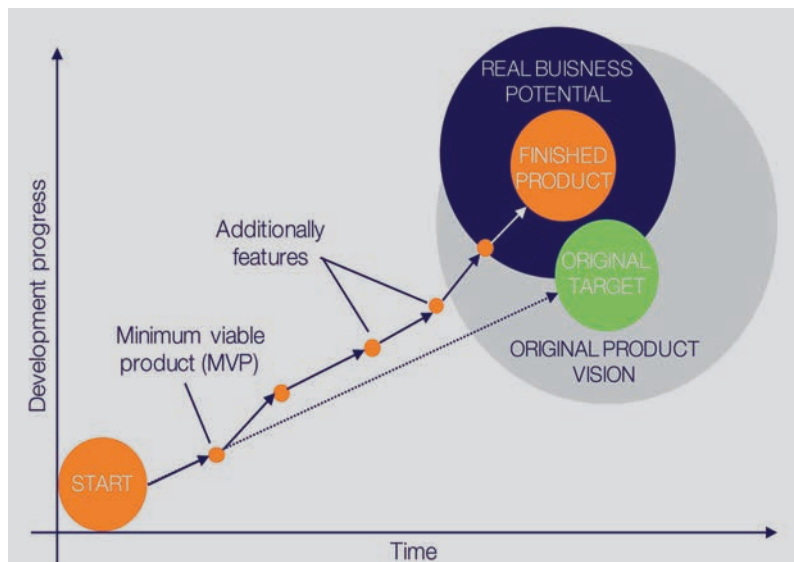 REAL BUISNESS
POTENTIAL
FINISHED
PRODUCT
Additionally
features
ORIGINAL
TARGET
Minimum viable
product (MVP)
ORIGINAL PRODUCT
VISION
START
Development progress
Time